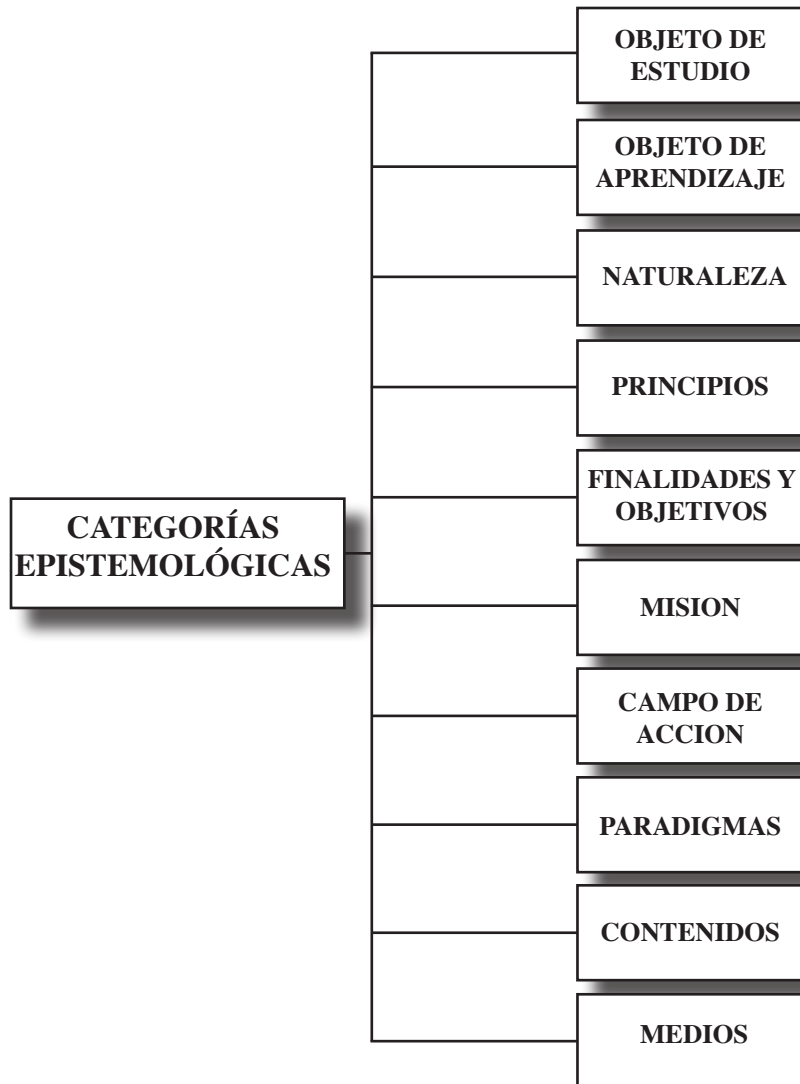 OBJETO DE
ESTUDIO
OBJETO DE
APRENDIZAJE
NATURALEZA
PRINCIPIOS
FINALIDADES Y
OBJETIVOS
CATEGORÍAS
EPISTEMOLÓGICAS
MISION
CAMPO DE
ACCION
PARADIGMAS
CONTENIDOS
MEDIOS